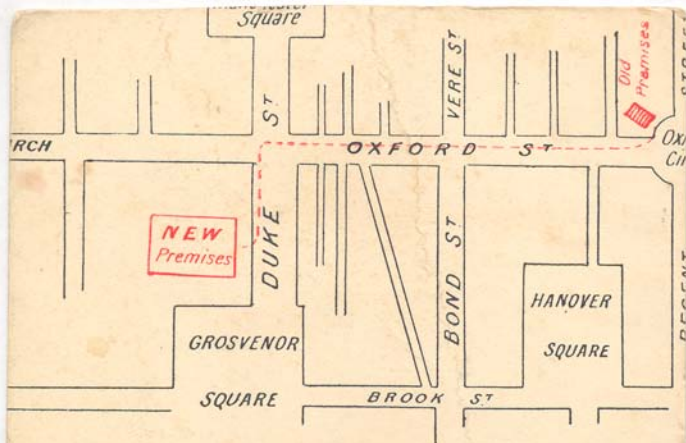 Square
ST
VERE ST
Old
Premises
OXFORD ST
RCH
NEW
Premises
DUKE
BOND ST
HANOVER
SQUARE
GROSVENOR
SQUARE
BROOK ST
REGENT